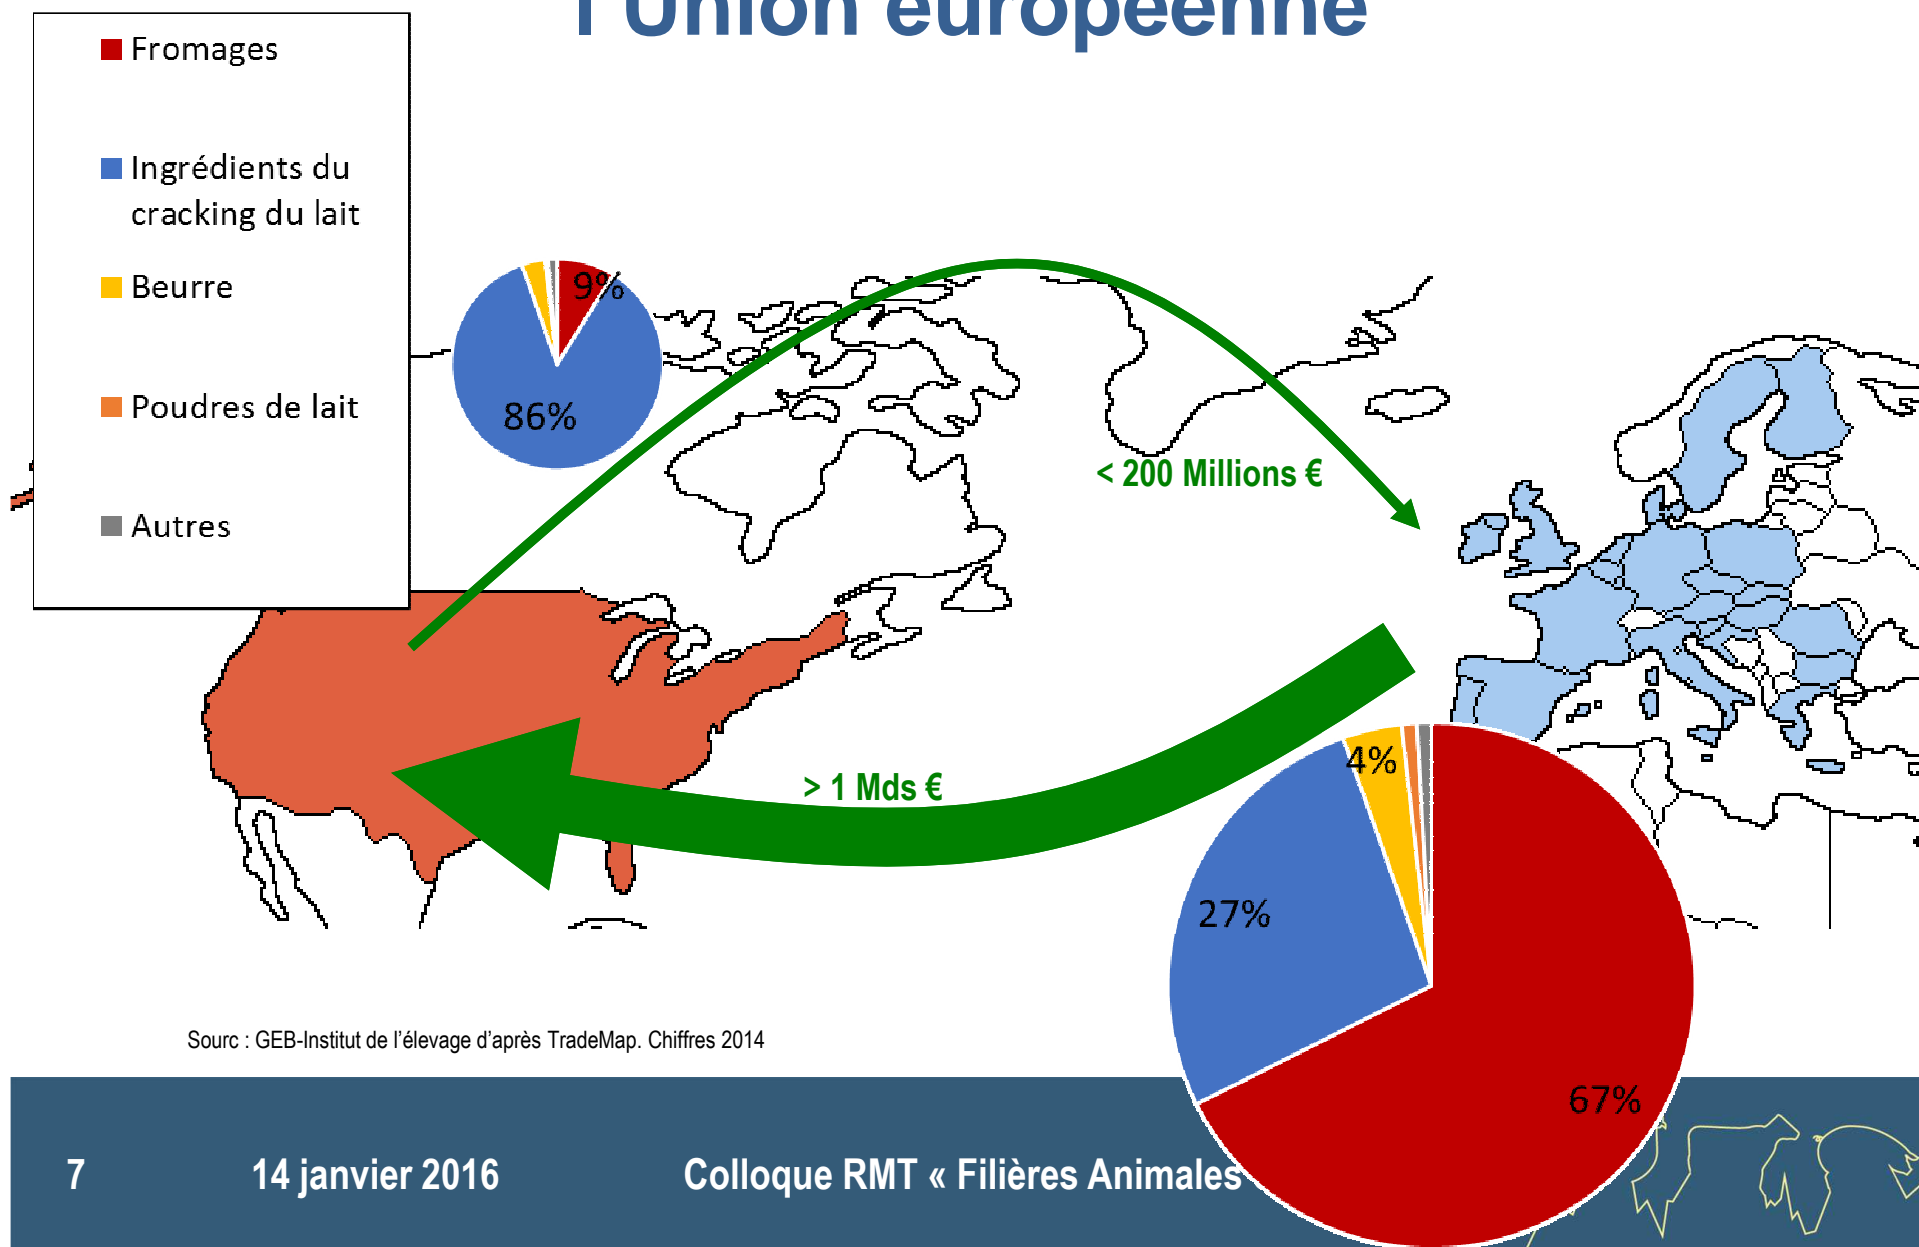 l'Union européenne
Fromages
Ingrédients du
cracking du lait
Beurre
Poudres de lait
Autres
9%
86%
< 200 Millions €
> 1 Mds €
4%
27%
67%
Sourc : GEB-Institut de l’élevage d’après TradeMap. Chiffres 2014
7 14 janvier 2016 Colloque RMT « Filières Animales